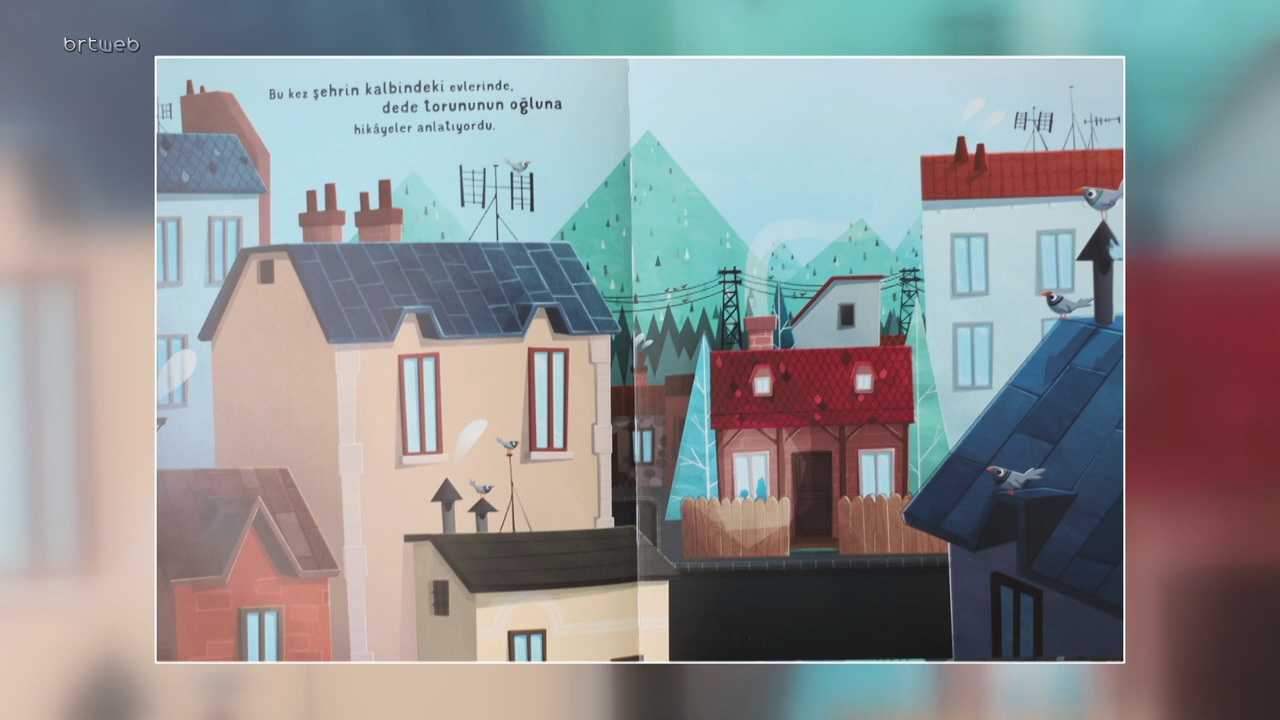 brtweb
Bu kez şehrin kalbindeki evlerinde,
dede torununun oğluna
hikâyeler anlatıyordu.